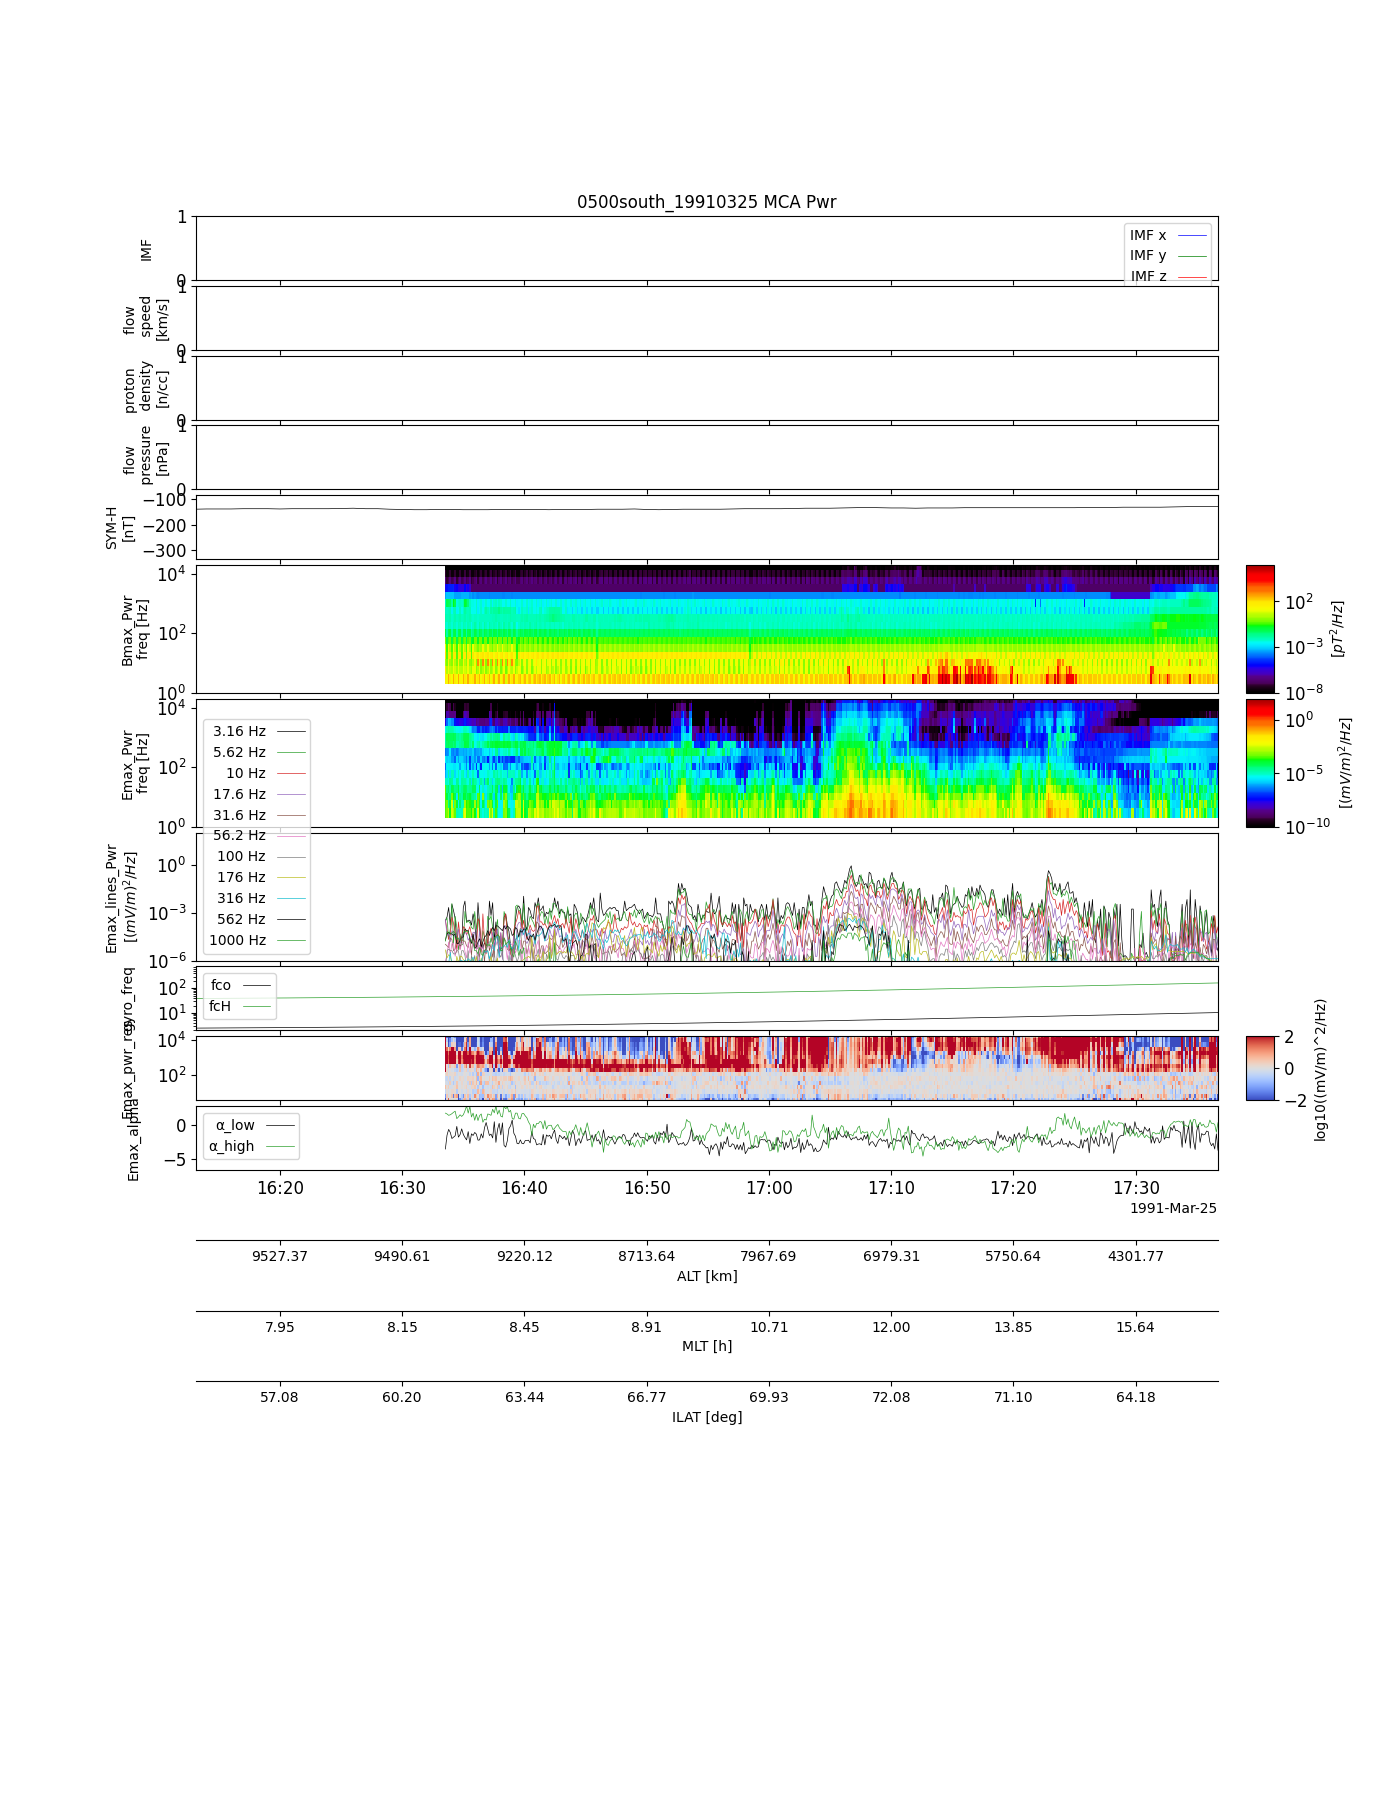 0500south_19910325 MCA Pwr
1
0
IMF
IMF x
IMF y
IMF z
1
0
flow
speed
[km/s]
1
0
proton
density
[n/cc]
1
0
flow
pressure
[nPa]
−100
−200
−300
SYM-H
[nT]
10^4
10^2
10^0
Bmax_Pwr
freq [Hz]
10^2
10^−3
10^−8
[pT^2/Hz]
10^4
10^2
10^0
Emax_Pwr
freq [Hz]
10^0
10^−5
10^−10
[(mV/m)^2/Hz]
3.16 Hz
5.62 Hz
10 Hz
17.6 Hz
31.6 Hz
56.2 Hz
100 Hz
176 Hz
316 Hz
562 Hz
1000 Hz
10^0
10^−3
10^−6
Emax_lines_Pwr
[(mV/m)^2/Hz]
10^2
10^1
gyro_freq
fco
fcH
10^4
10^2
Emax_pwr_reg
2
0
−2
log10((mV/m)^2/Hz)
0
−5
Emax_alpha
α_low
α_high
16:20 16:30 16:40 16:50 17:00 17:10 17:20 17:30
1991-Mar-25
9527.37 9490.61 9220.12 8713.64 7967.69 6979.31 5750.64 4301.77
ALT [km]
7.95 8.15 8.45 8.91 10.71 12.00 13.85 15.64
MLT [h]
57.08 60.20 63.44 66.77 69.93 72.08 71.10 64.18
ILAT [deg]